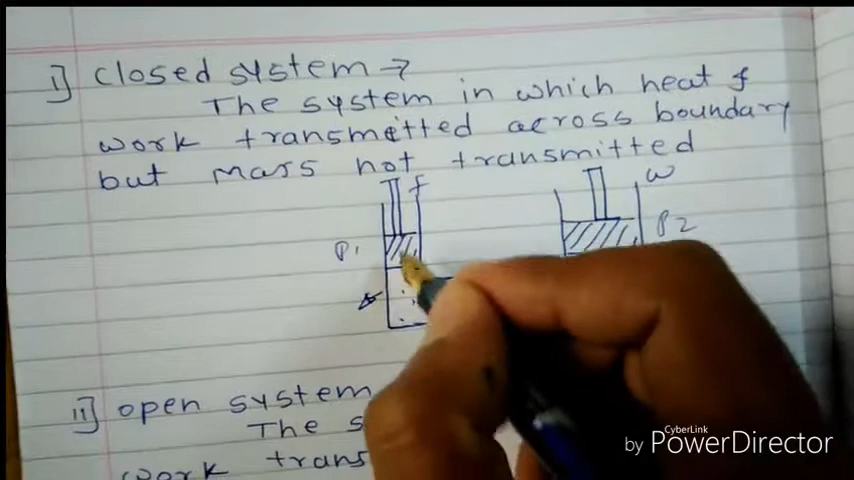 i] closed system →
The system in which heat &
work transmitted across boundary
but mass not transmitted
f
w
P1
P2
ii] open system
The s
work trans
CyberLink
by PowerDirector